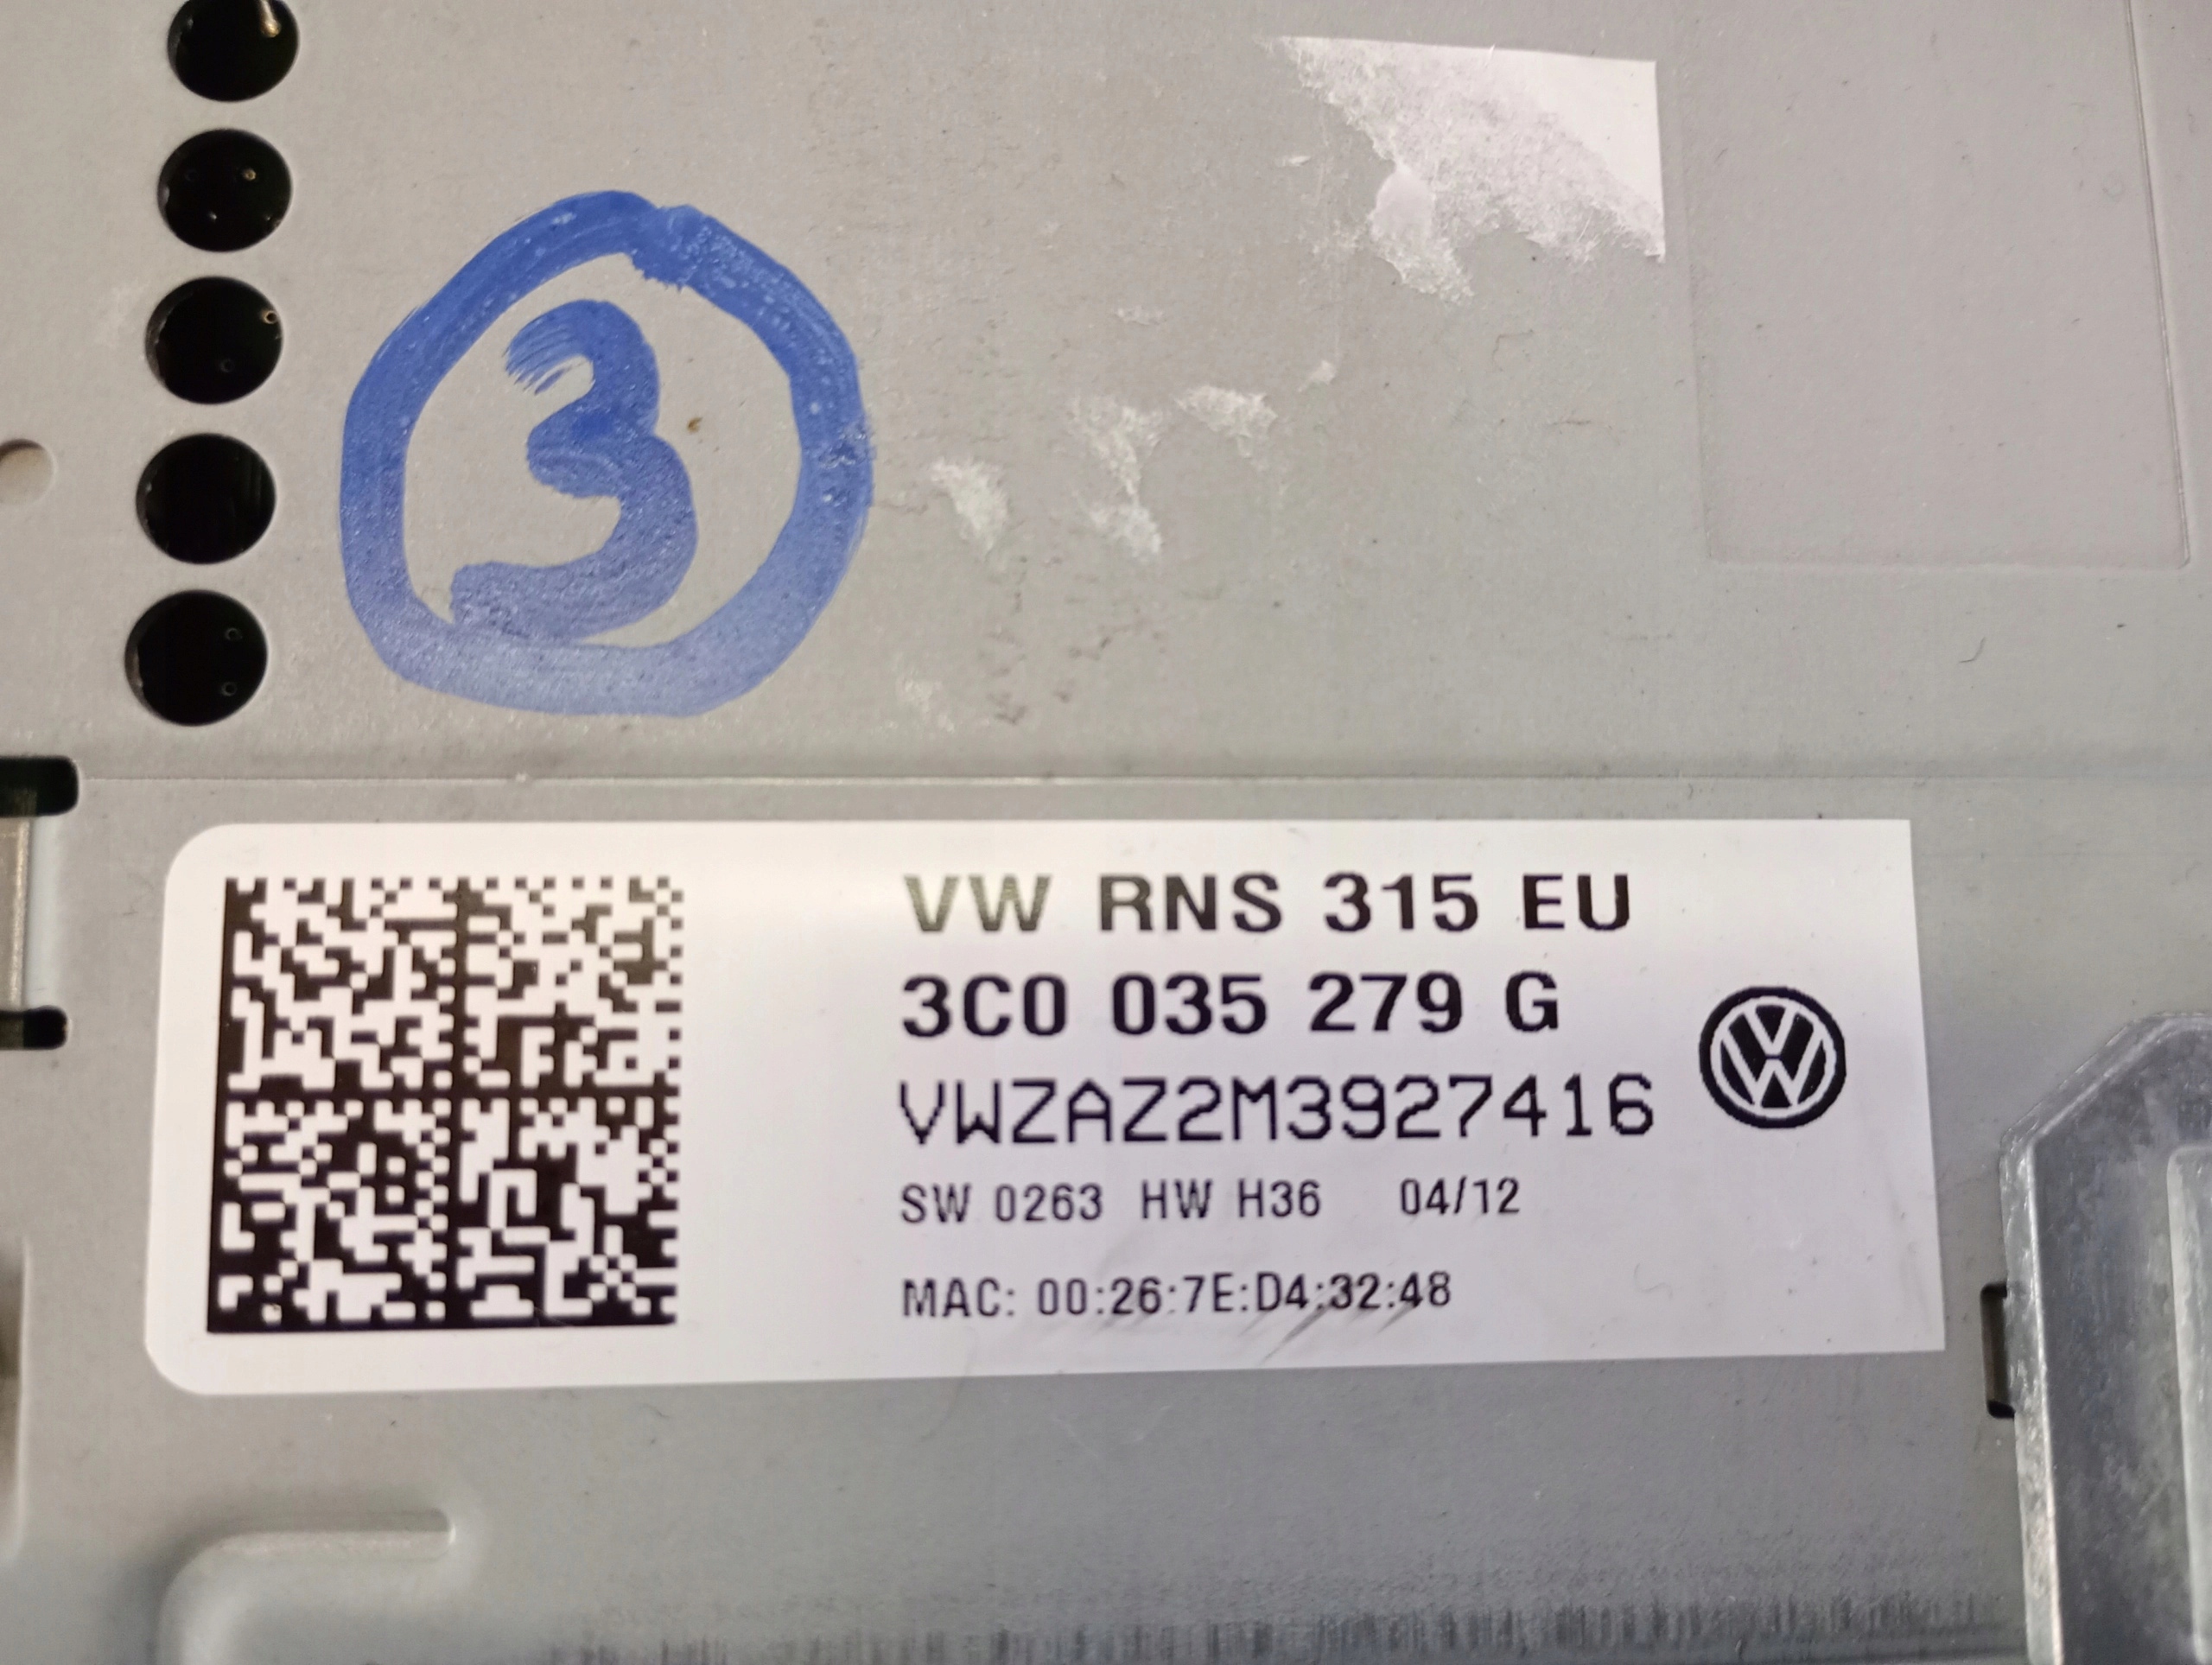 3
VW RNS 315 EU
3C0 035 279 G
VWZAZ2M3927416
SW 0263 HW H36 04/12
MAC: 00:26:7E:D4:32:48